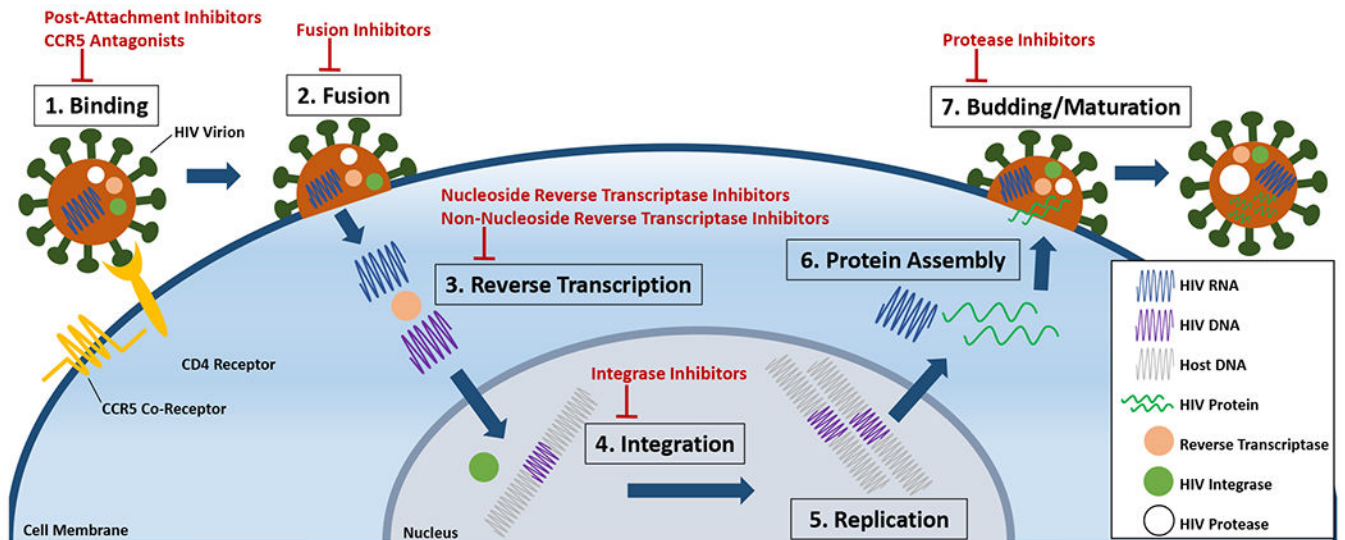 Post-Attachment Inhibitors
CCR5 Antagonists
1. Binding
HIV Virion
Fusion Inhibitors
2. Fusion
Nucleoside Reverse Transcriptase Inhibitors
Non-Nucleoside Reverse Transcriptase Inhibitors
3. Reverse Transcription
CD4 Receptor
CCR5 Co-Receptor
Cell Membrane
Integrase Inhibitors
4. Integration
Nucleus
5. Replication
6. Protein Assembly
Protease Inhibitors
7. Budding/Maturation
HIV RNA
HIV DNA
Host DNA
HIV Protein
Reverse Transcriptase
HIV Integrase
HIV Protease